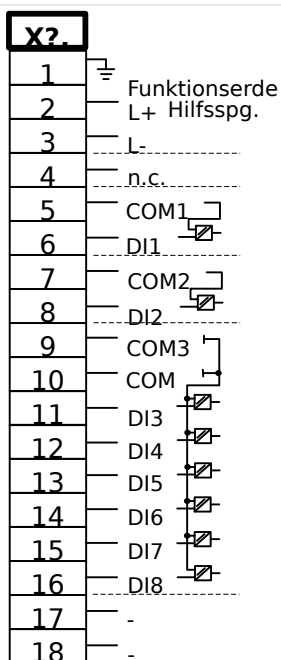 X?.
1 Funktionserde
2 L+ Hilfsspg.
3 L-
4 n.c.
5 COM1
6 DI1
7 COM2
8 DI2
9 COM3
10 COM
11 DI3
12 DI4
13 DI5
14 DI6
15 DI7
16 DI8
17 -
18 -